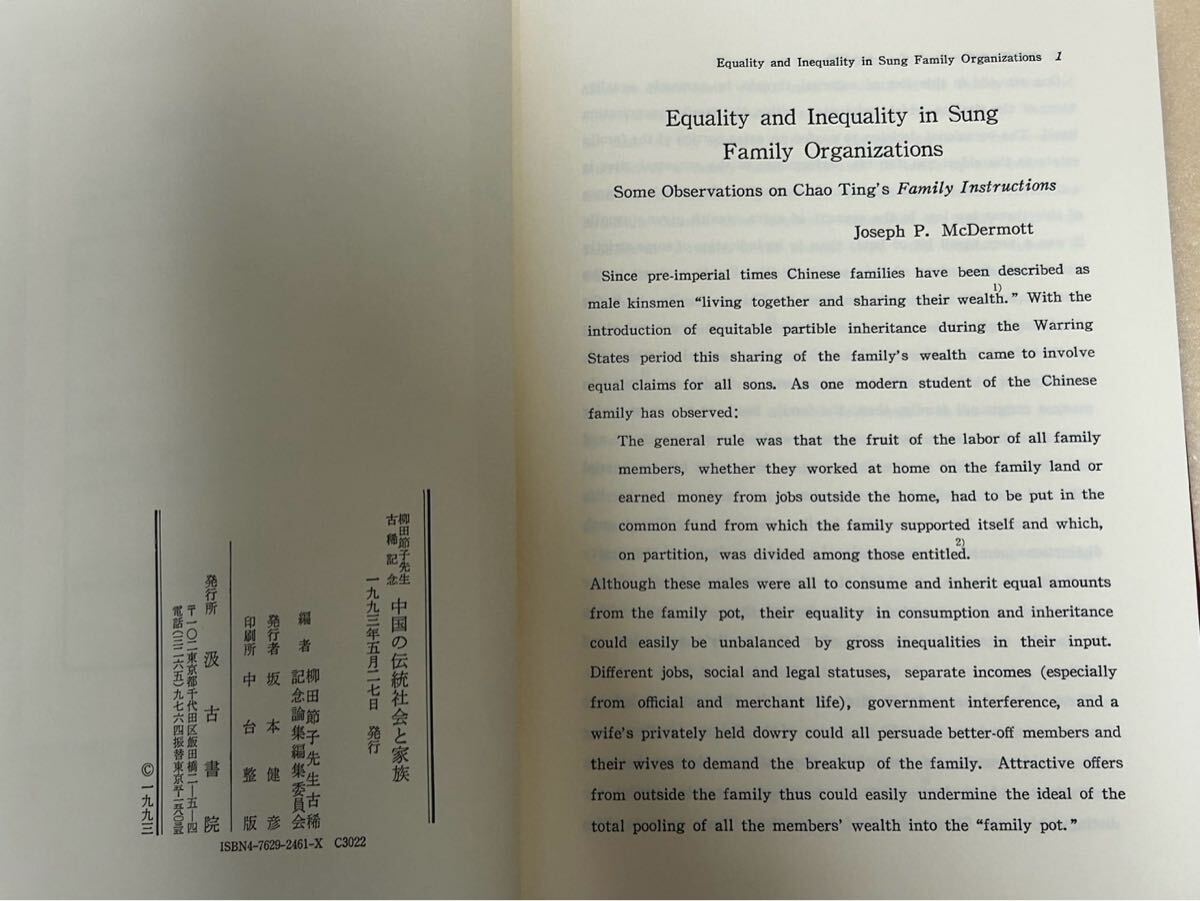 柳田節子先生
古稀記念
中国の伝統社会と家族
一九九三年五月二七日 発行
編者 柳田節子先生古稀
記念論集編集委員会
発行者 坂本健彦
印刷所 中台整版
発行所 汲古書院
〒一〇二東京都千代田区飯田橋二―五―四
電話(三二六五)九七六四振替東京
© 一九九三
ISBN4-7629-2461-X C3022
Equality and Inequality in Sung Family Organizations 1
Equality and Inequality in Sung
Family Organizations
Some Observations on Chao Ting's Family Instructions
Joseph P. McDermott
Since pre-imperial times Chinese families have been described as
male kinsmen “living together and sharing their wealth.”1) With the
introduction of equitable partible inheritance during the Warring
States period this sharing of the family's wealth came to involve
equal claims for all sons. As one modern student of the Chinese
family has observed:
The general rule was that the fruit of the labor of all family
members, whether they worked at home on the family land or
earned money from jobs outside the home, had to be put in the
common fund from which the family supported itself and which,
on partition, was divided among those entitled.2)
Although these males were all to consume and inherit equal amounts
from the family pot, their equality in consumption and inheritance
could easily be unbalanced by gross inequalities in their input.
Different jobs, social and legal statuses, separate incomes (especially
from official and merchant life), government interference, and a
wife's privately held dowry could all persuade better-off members and
their wives to demand the breakup of the family. Attractive offers
from outside the family thus could easily undermine the ideal of the
total pooling of all the members' wealth into the “family pot.”